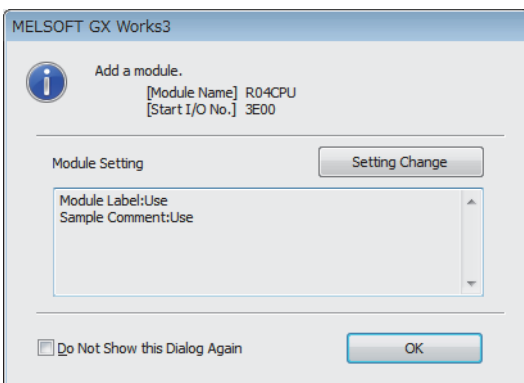 MELSOFT GX Works3
Add a module.
[Module Name] R04CPU
[Start I/O No.] 3E00
Module Setting
Setting Change
Module Label:Use
Sample Comment:Use
Do Not Show this Dialog Again
OK